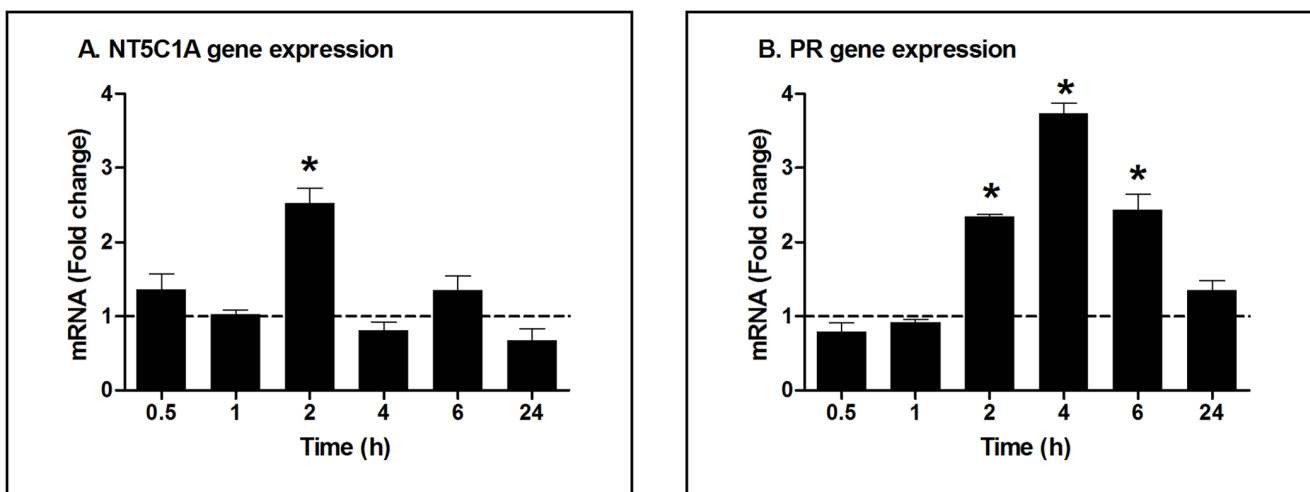 A. NT5C1A gene expression
mRNA (Fold change)
4
3
2
1
0
*
0.5 1 2 4 6 24
Time (h)
B. PR gene expression
mRNA (Fold change)
4
3
2
1
0
* * *
0.5 1 2 4 6 24
Time (h)